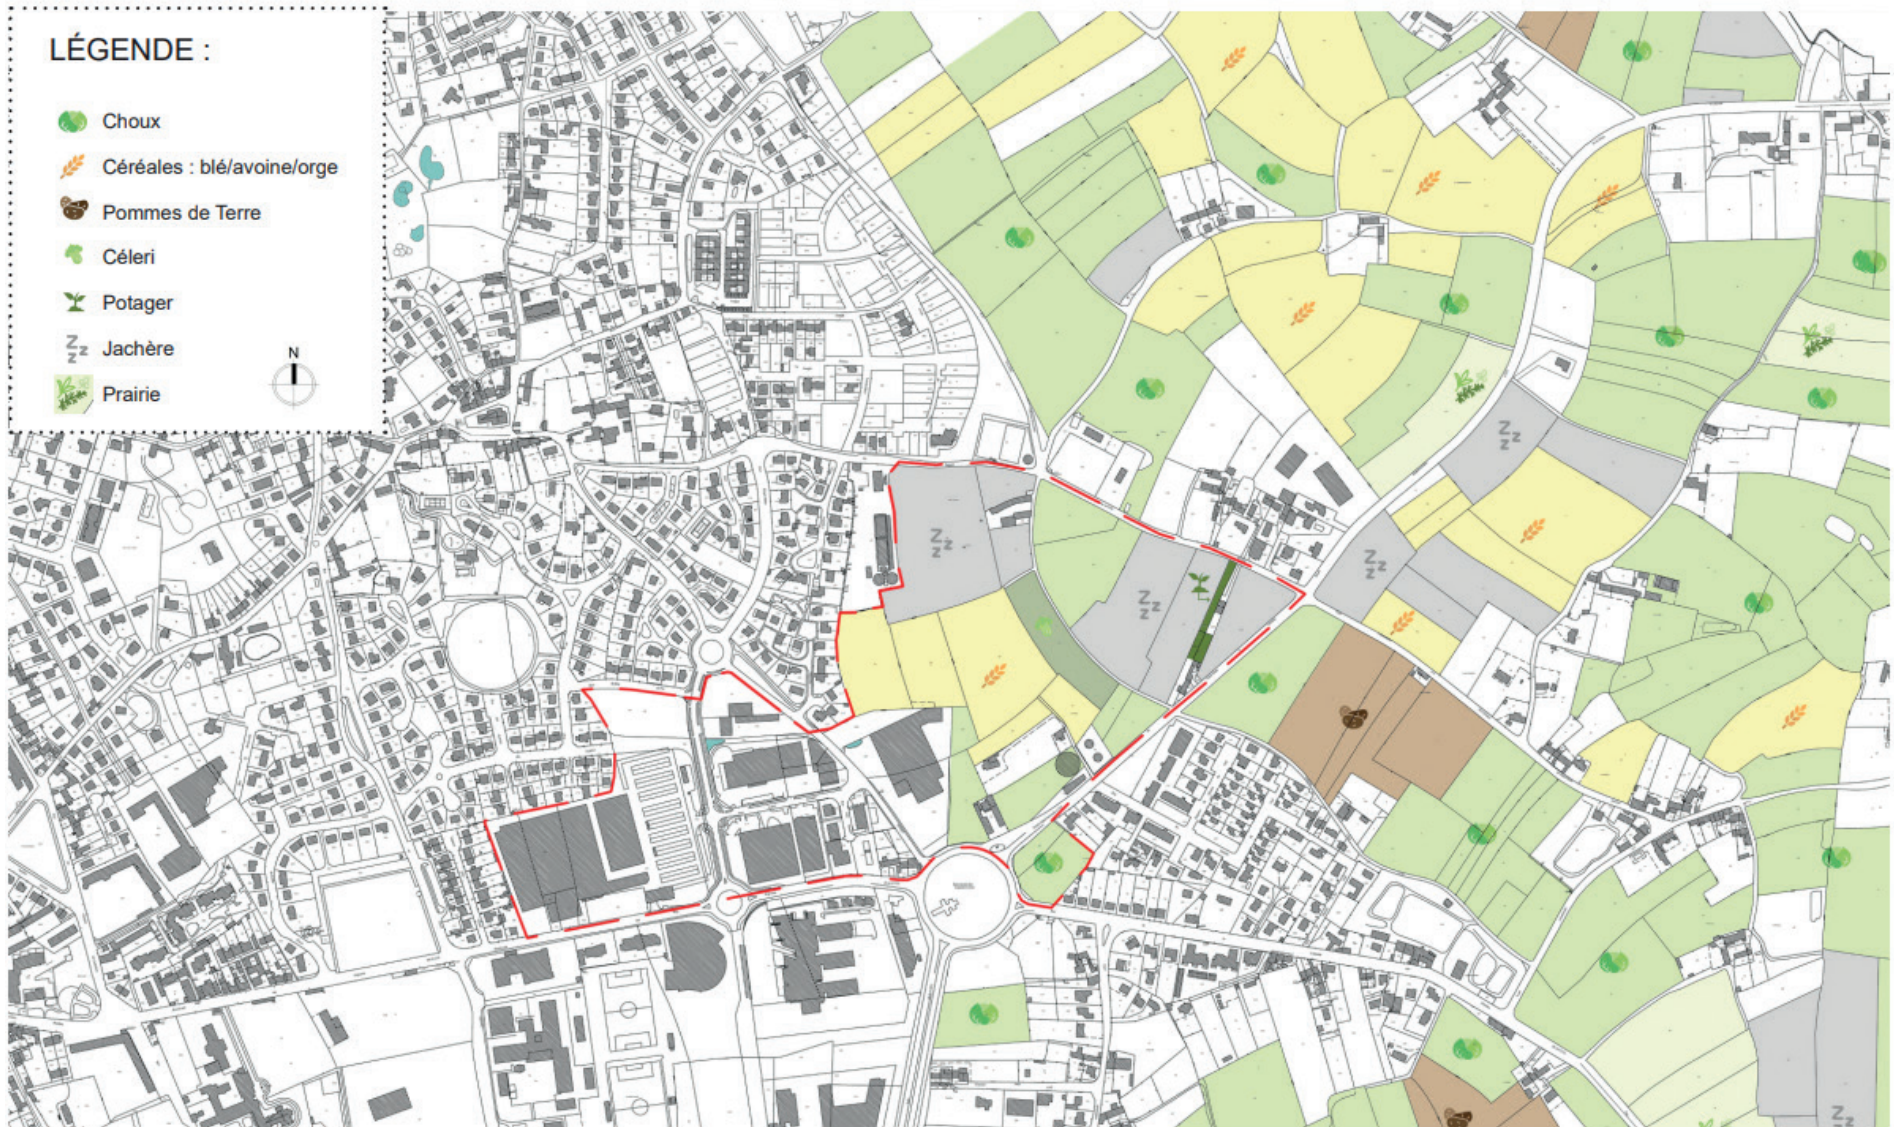 LÉGENDE :
Choux
Céréales : blé/avoine/orge
Pommes de Terre
Céleri
Potager
Jachère
N
Prairie